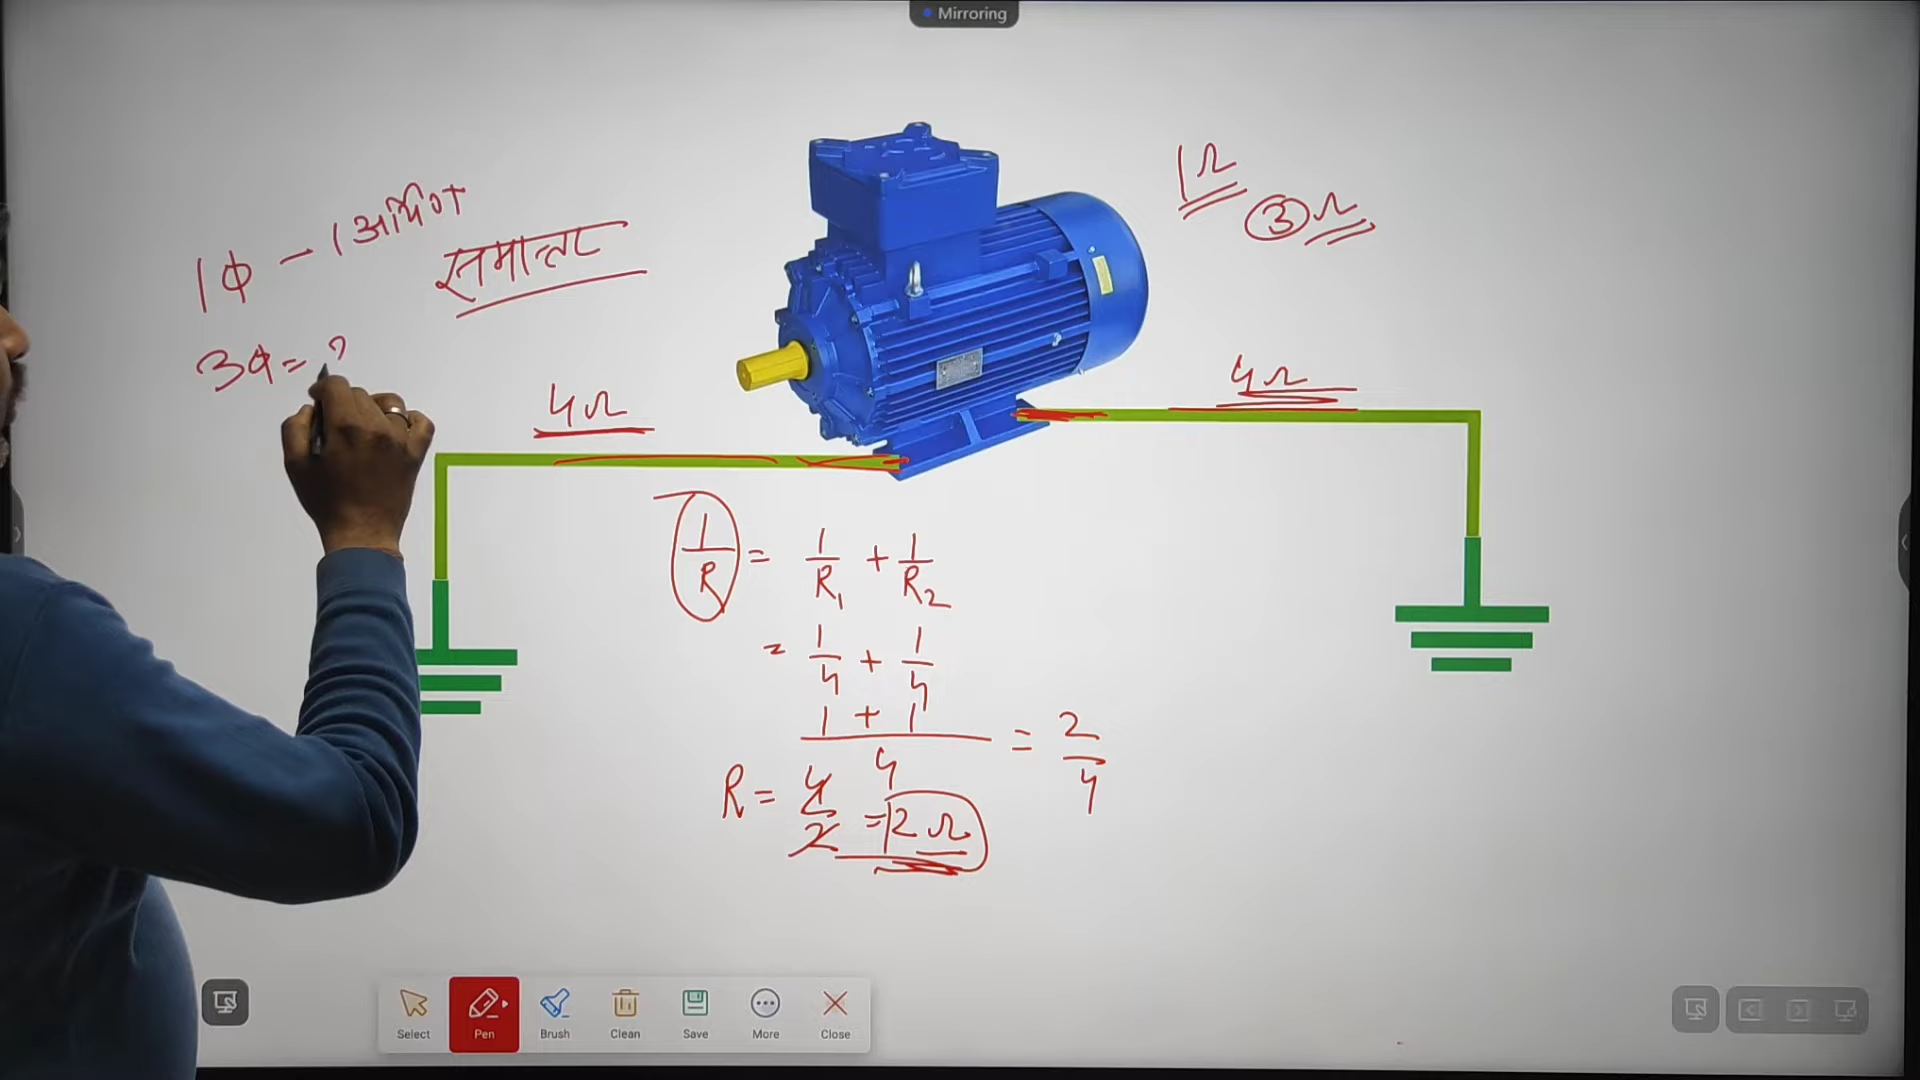 Mirroring
1Ω
③Ω
1φ – 1 अर्थिंग
समान्तर
3φ = 2
4Ω
4Ω
1/R = 1/R₁ + 1/R₂
= 1/4 + 1/4
1 + 1 / 4 = 2/4
R = 4/2 = 2Ω
Select Pen Brush Clean Save More Close